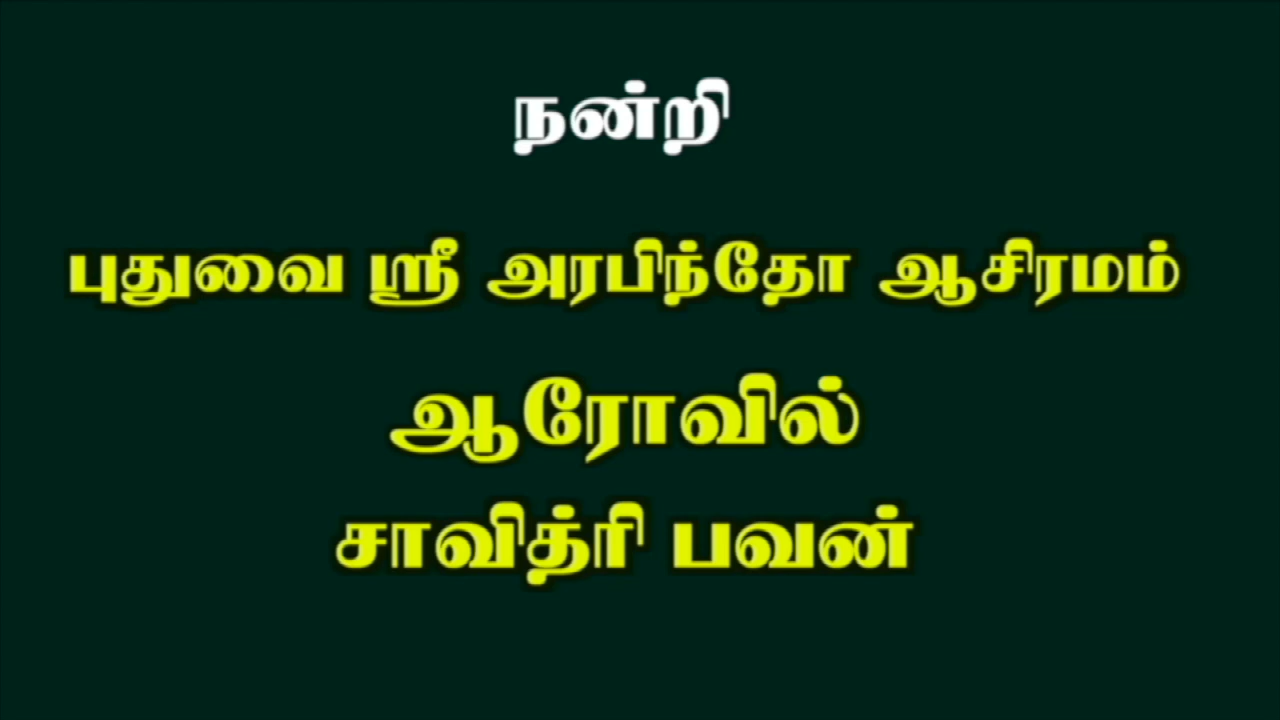 நன்றி
புதுவை ஸ்ரீ அரபிந்தோ ஆசிரமம்
ஆரோவில்
சாவித்ரி பவன்